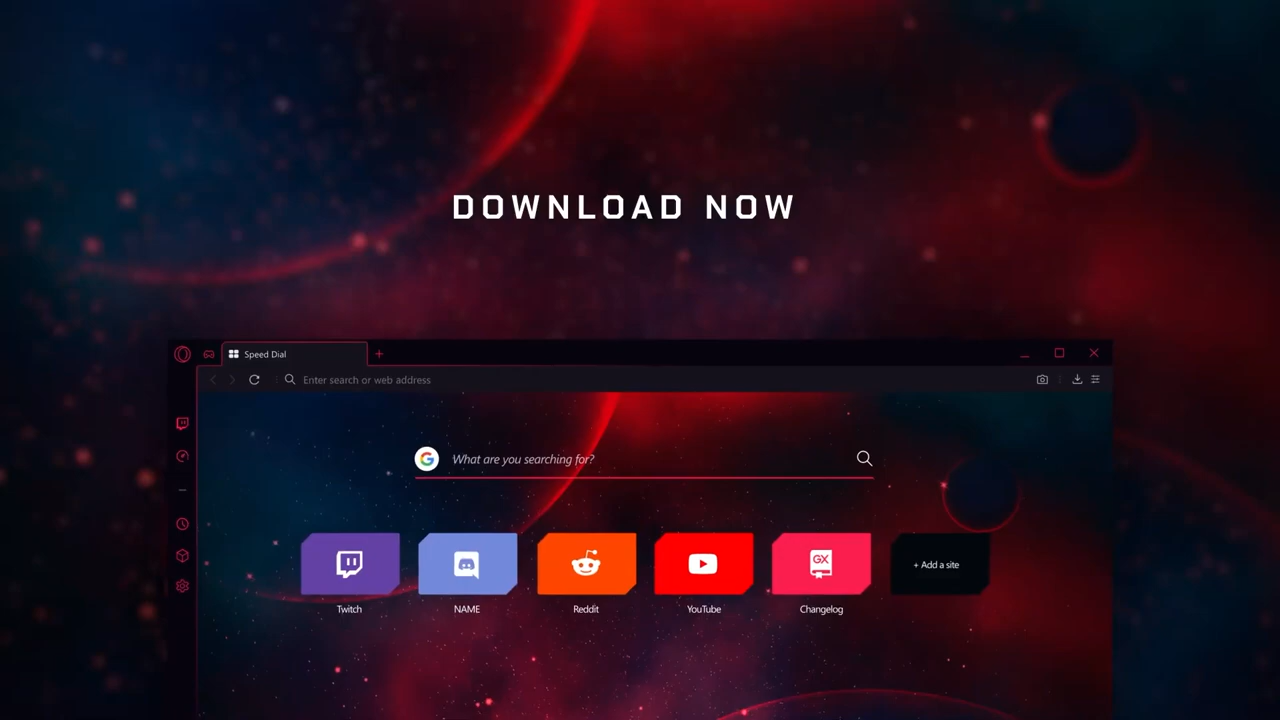 DOWNLOAD NOW
Speed Dial
Enter search or web address
What are you searching for?
GX
+ Add a site
Twitch
NAME
Reddit
YouTube
Changelog